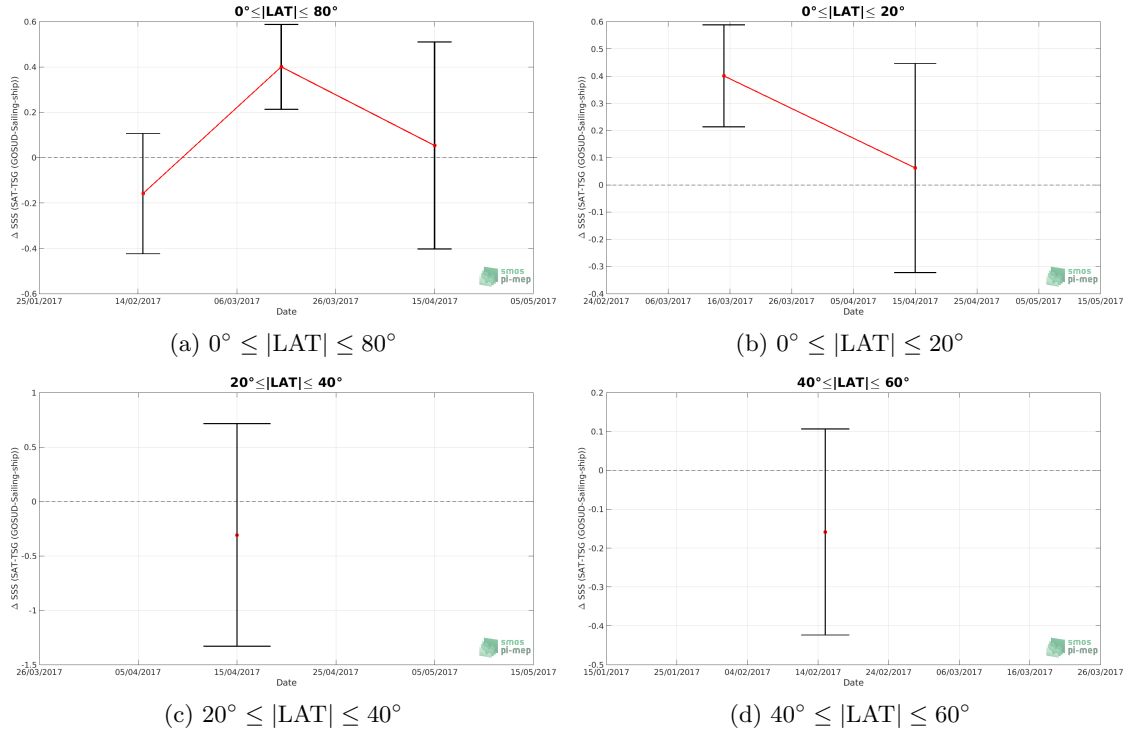 0°≤|LAT|≤ 80°
0.6
0.4
0.2
0
-0.2
-0.4
-0.6
Δ SSS (SAT-TSG (GOSUD-Sailing-ship))
25/01/2017 14/02/2017 06/03/2017 26/03/2017 15/04/2017 05/05/2017
Date
smos
pi-mep
(a) 0° ≤ |LAT| ≤ 80°
0°≤|LAT|≤ 20°
0.6
0.5
0.4
0.3
0.2
0.1
0
-0.1
-0.2
-0.3
-0.4
Δ SSS (SAT-TSG (GOSUD-Sailing-ship))
24/02/2017 06/03/2017 16/03/2017 26/03/2017 05/04/2017 15/04/2017 25/04/2017 05/05/2017 15/05/2017
Date
smos
pi-mep
(b) 0° ≤ |LAT| ≤ 20°
20°≤|LAT|≤ 40°
1
0.5
0
-0.5
-1
-1.5
Δ SSS (SAT-TSG (GOSUD-Sailing-ship))
26/03/2017 05/04/2017 15/04/2017 25/04/2017 05/05/2017 15/05/2017
Date
smos
pi-mep
(c) 20° ≤ |LAT| ≤ 40°
40°≤|LAT|≤ 60°
0.2
0.1
0
-0.1
-0.2
-0.3
-0.4
-0.5
Δ SSS (SAT-TSG (GOSUD-Sailing-ship))
15/01/2017 25/01/2017 04/02/2017 14/02/2017 24/02/2017 06/03/2017 16/03/2017 26/03/2017
Date
smos
pi-mep
(d) 40° ≤ |LAT| ≤ 60°